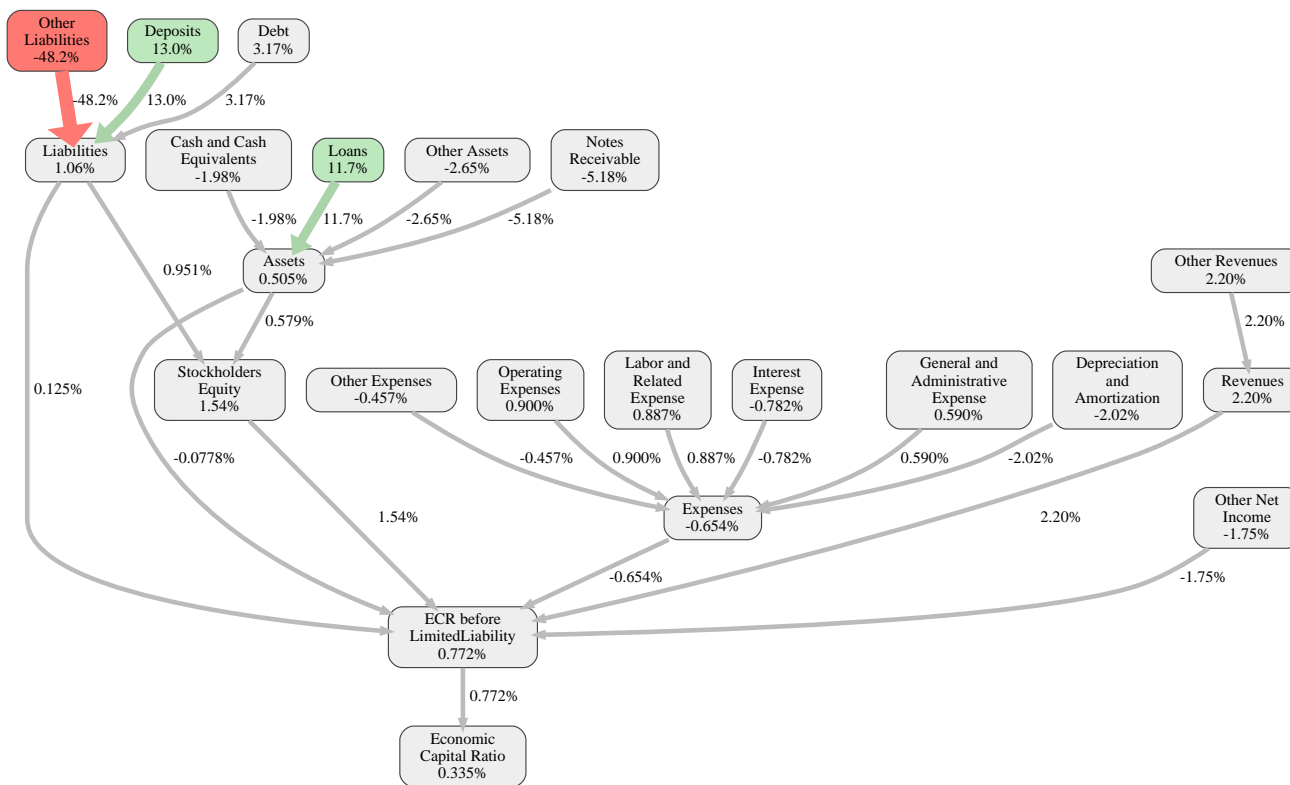 Other
Liabilities
-48.2%
Deposits
13.0%
Debt
3.17%
-48.2%
13.0%
3.17%
Liabilities
1.06%
Cash and Cash
Equivalents
-1.98%
Loans
11.7%
Other Assets
-2.65%
Notes
Receivable
-5.18%
-1.98%
11.7%
-2.65%
-5.18%
0.951%
Assets
0.505%
Other Revenues
2.20%
0.579%
2.20%
0.125%
Stockholders
Equity
1.54%
Other Expenses
-0.457%
Operating
Expenses
0.900%
Labor and
Related
Expense
0.887%
Interest
Expense
-0.782%
General and
Administrative
Expense
0.590%
Depreciation
and
Amortization
-2.02%
Revenues
2.20%
-0.0778%
-0.457%
0.900%
0.887%
-0.782%
0.590%
-2.02%
1.54%
Expenses
-0.654%
2.20%
Other Net
Income
-1.75%
-0.654%
-1.75%
ECR before
LimitedLiability
0.772%
0.772%
Economic
Capital Ratio
0.335%